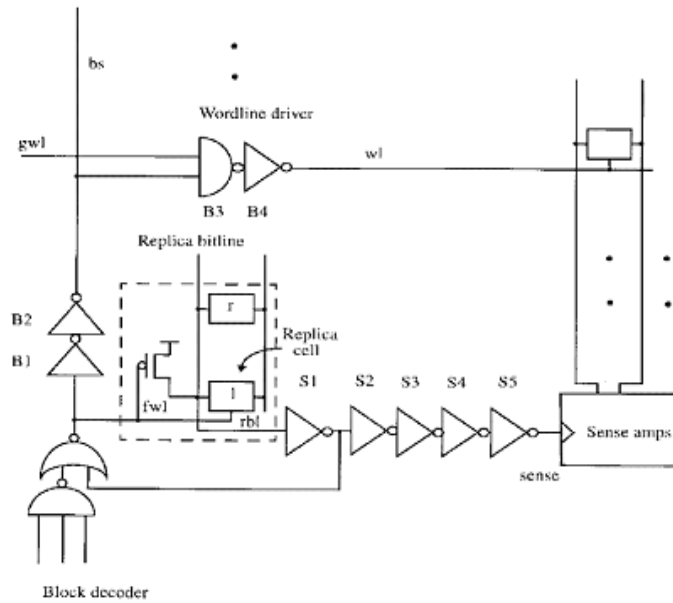 bs
Wordline driver
gwl
wl
B3
B4
Replica bitline
B2
r
Replica
cell
B1
S1
S2
S3
S4
S5
l
fwl
rbl
Sense amps
sense
Block decoder